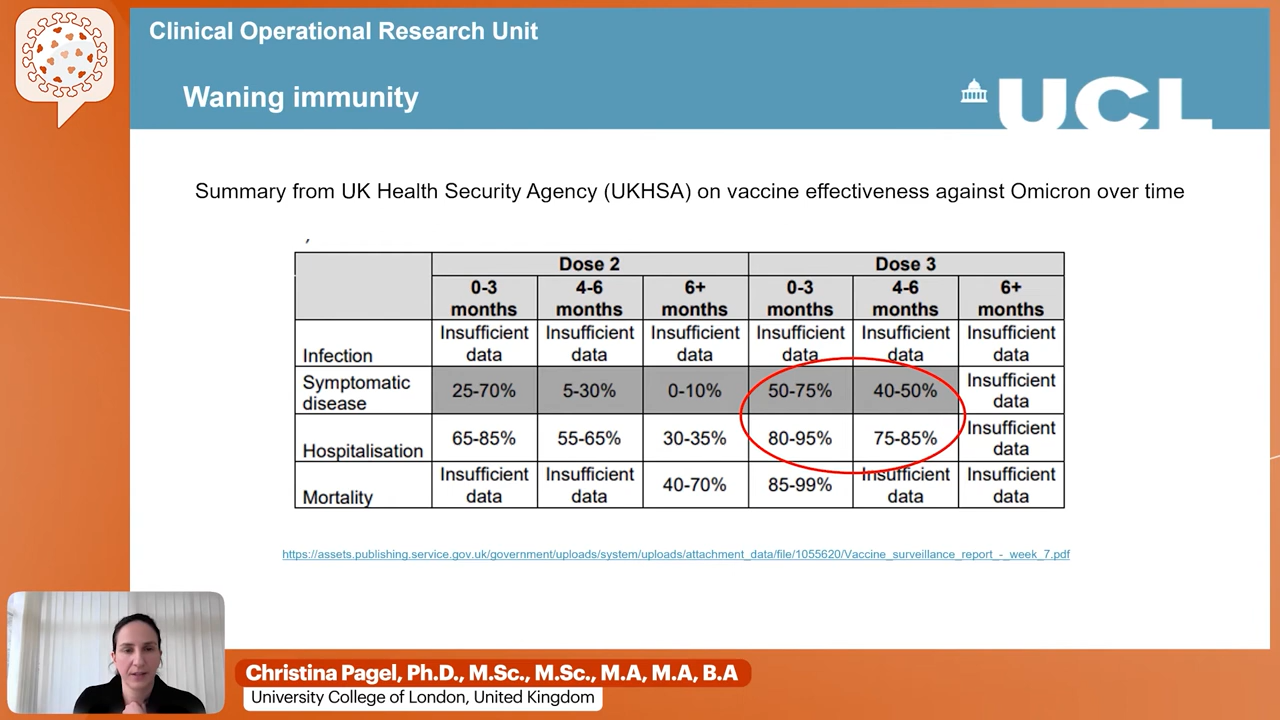 Clinical Operational Research Unit
Waning immunity
UCL
Summary from UK Health Security Agency (UKHSA) on vaccine effectiveness against Omicron over time
,
Dose 2 Dose 3
0-3 months 4-6 months 6+ months 0-3 months 4-6 months 6+ months
Infection Insufficient data Insufficient data Insufficient data Insufficient data Insufficient data Insufficient data
Symptomatic disease 25-70% 5-30% 0-10% 50-75% 40-50% Insufficient data
Hospitalisation 65-85% 55-65% 30-35% 80-95% 75-85% Insufficient data
Mortality Insufficient data Insufficient data 40-70% 85-99% Insufficient data Insufficient data
https://assets.publishing.service.gov.uk/government/uploads/system/uploads/attachment_data/file/1055620/Vaccine_surveillance_report_-_week_7.pdf
Christina Pagel, Ph.D., M.Sc., M.Sc., M.A, M.A, B.A
University College of London, United Kingdom